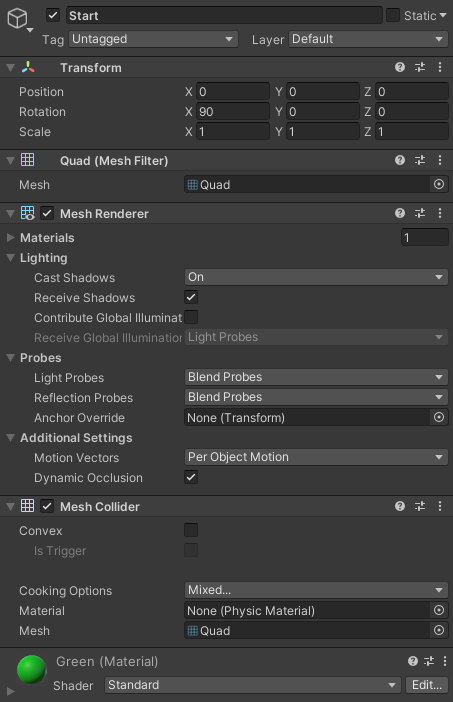 Start Static
Tag Untagged Layer Default
Transform
Position X 0 Y 0 Z 0
Rotation X 90 Y 0 Z 0
Scale X 1 Y 1 Z 1
Quad (Mesh Filter)
Mesh Quad
Mesh Renderer
Materials 1
Lighting
Cast Shadows On
Receive Shadows
Contribute Global Illuminat
Receive Global Illumination Light Probes
Probes
Light Probes Blend Probes
Reflection Probes Blend Probes
Anchor Override None (Transform)
Additional Settings
Motion Vectors Per Object Motion
Dynamic Occlusion
Mesh Collider
Convex
Is Trigger
Cooking Options Mixed...
Material None (Physic Material)
Mesh Quad
Green (Material)
Shader Standard Edit...